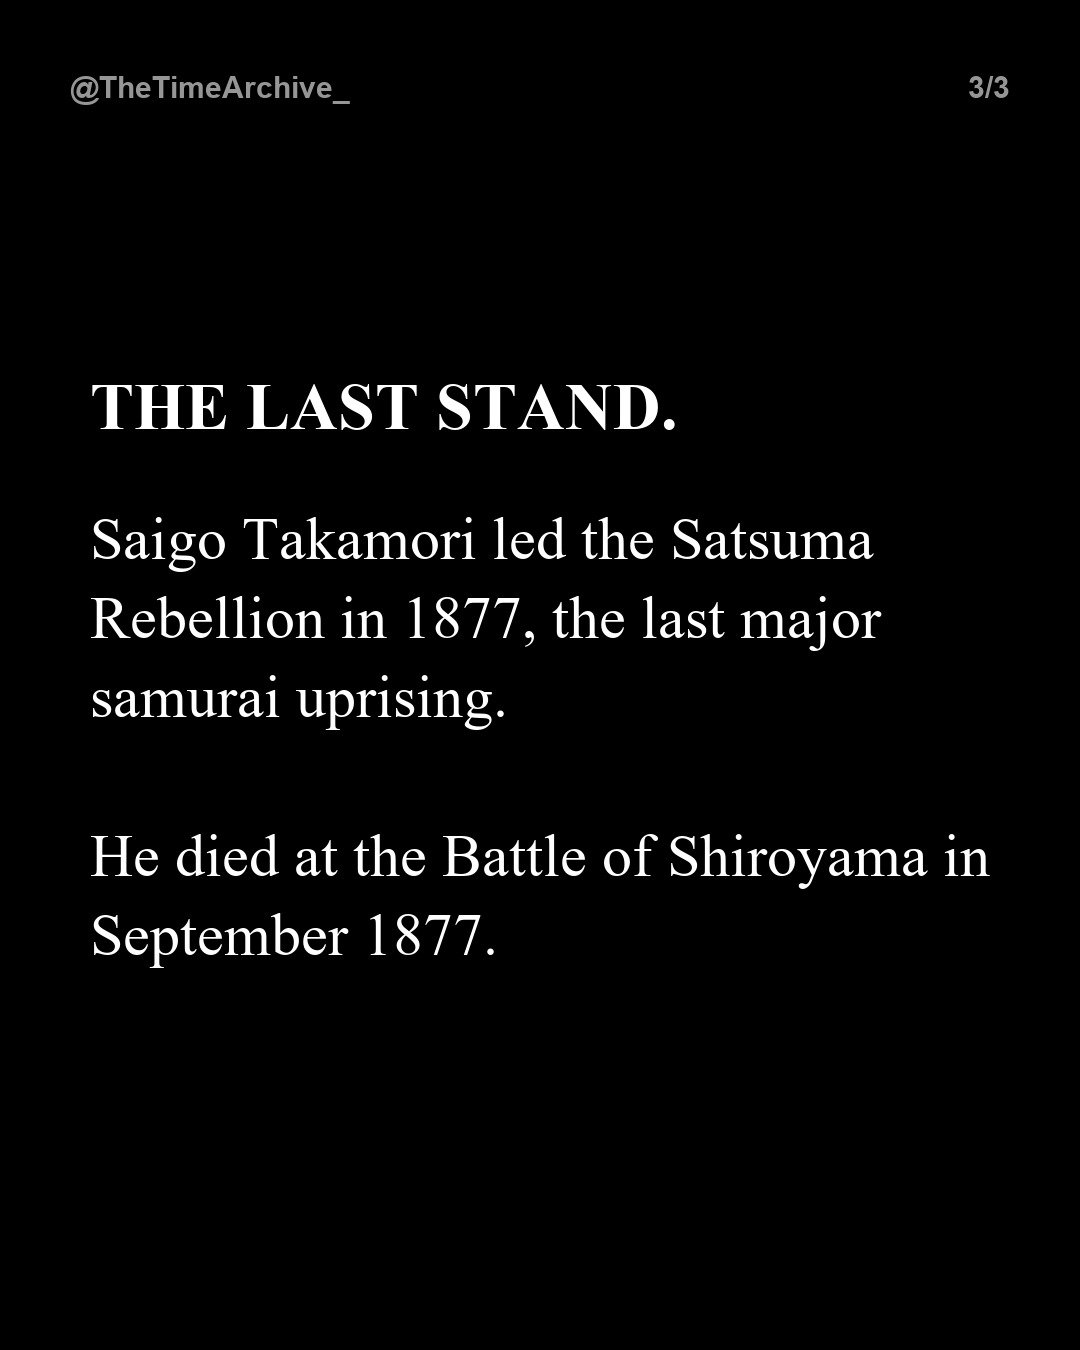 @TheTimeArchive_ 3/3
THE LAST STAND.
Saigo Takamori led the Satsuma
Rebellion in 1877, the last major
samurai uprising.
He died at the Battle of Shiroyama in
September 1877.